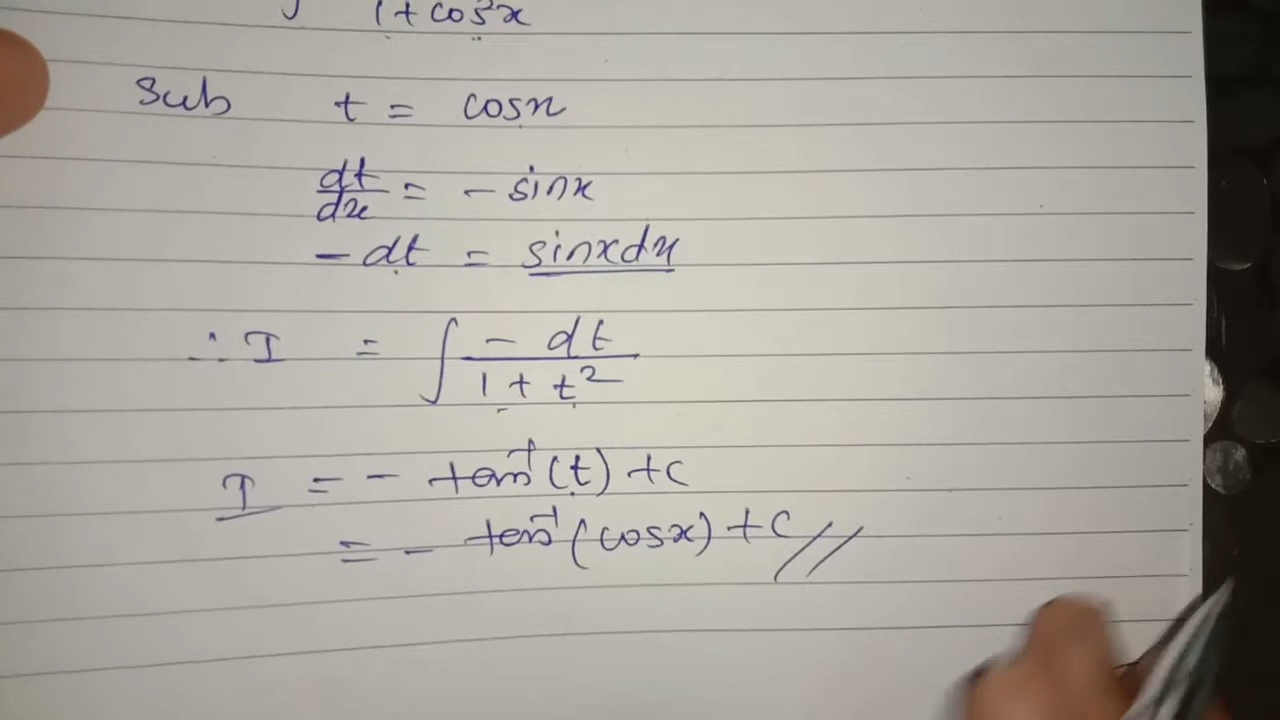 ∫ 1 + cos²x
Sub t = cosx
dt/dx = - sinx
- dt = sinxdx
∴ I = ∫ - dt / 1 + t²
I = - tan⁻¹(t) + c
= - tan⁻¹(cosx) + c //